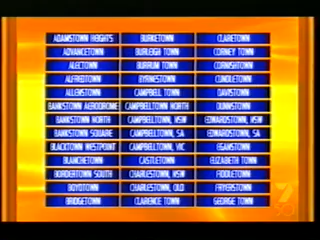 ADAMSTOWN HEIGHTS BURKETOWN CLARETOWN
ADVANCETOWN BURLEIGH TOWN CORNEY TOWN
ALECTOWN BURRUM TOWN CORNISHTOWN
ALFREDTOWN BYRNESTOWN
ALLENSTOWN CAMPBELL TOWN DAVISTOWN
BANKSTOWN AERODROME CAMPBELLTOWN NORTH DUNNSTOWN
BANKSTOWN NORTH CAMPBELLTOWN, NSW EDWARDSTOWN, NSW
BANKSTOWN SQUARE CAMPBELLTOWN, SA EDWARDSTOWN, SA
BLACKTOWN WESTPOINT CAMPBELLTOWN, VIC EGANSTOWN
BLANCHETOWN CASTLETOWN ELIZABETH TOWN
BORDERTOWN SOUTH CHARLESTOWN, NSW FIDDLETOWN
BOYDTOWN CHARLESTOWN, QLD FRYERSTOWN
BRIDGETOWN CLARENCE TOWN GEORGE TOWN
7